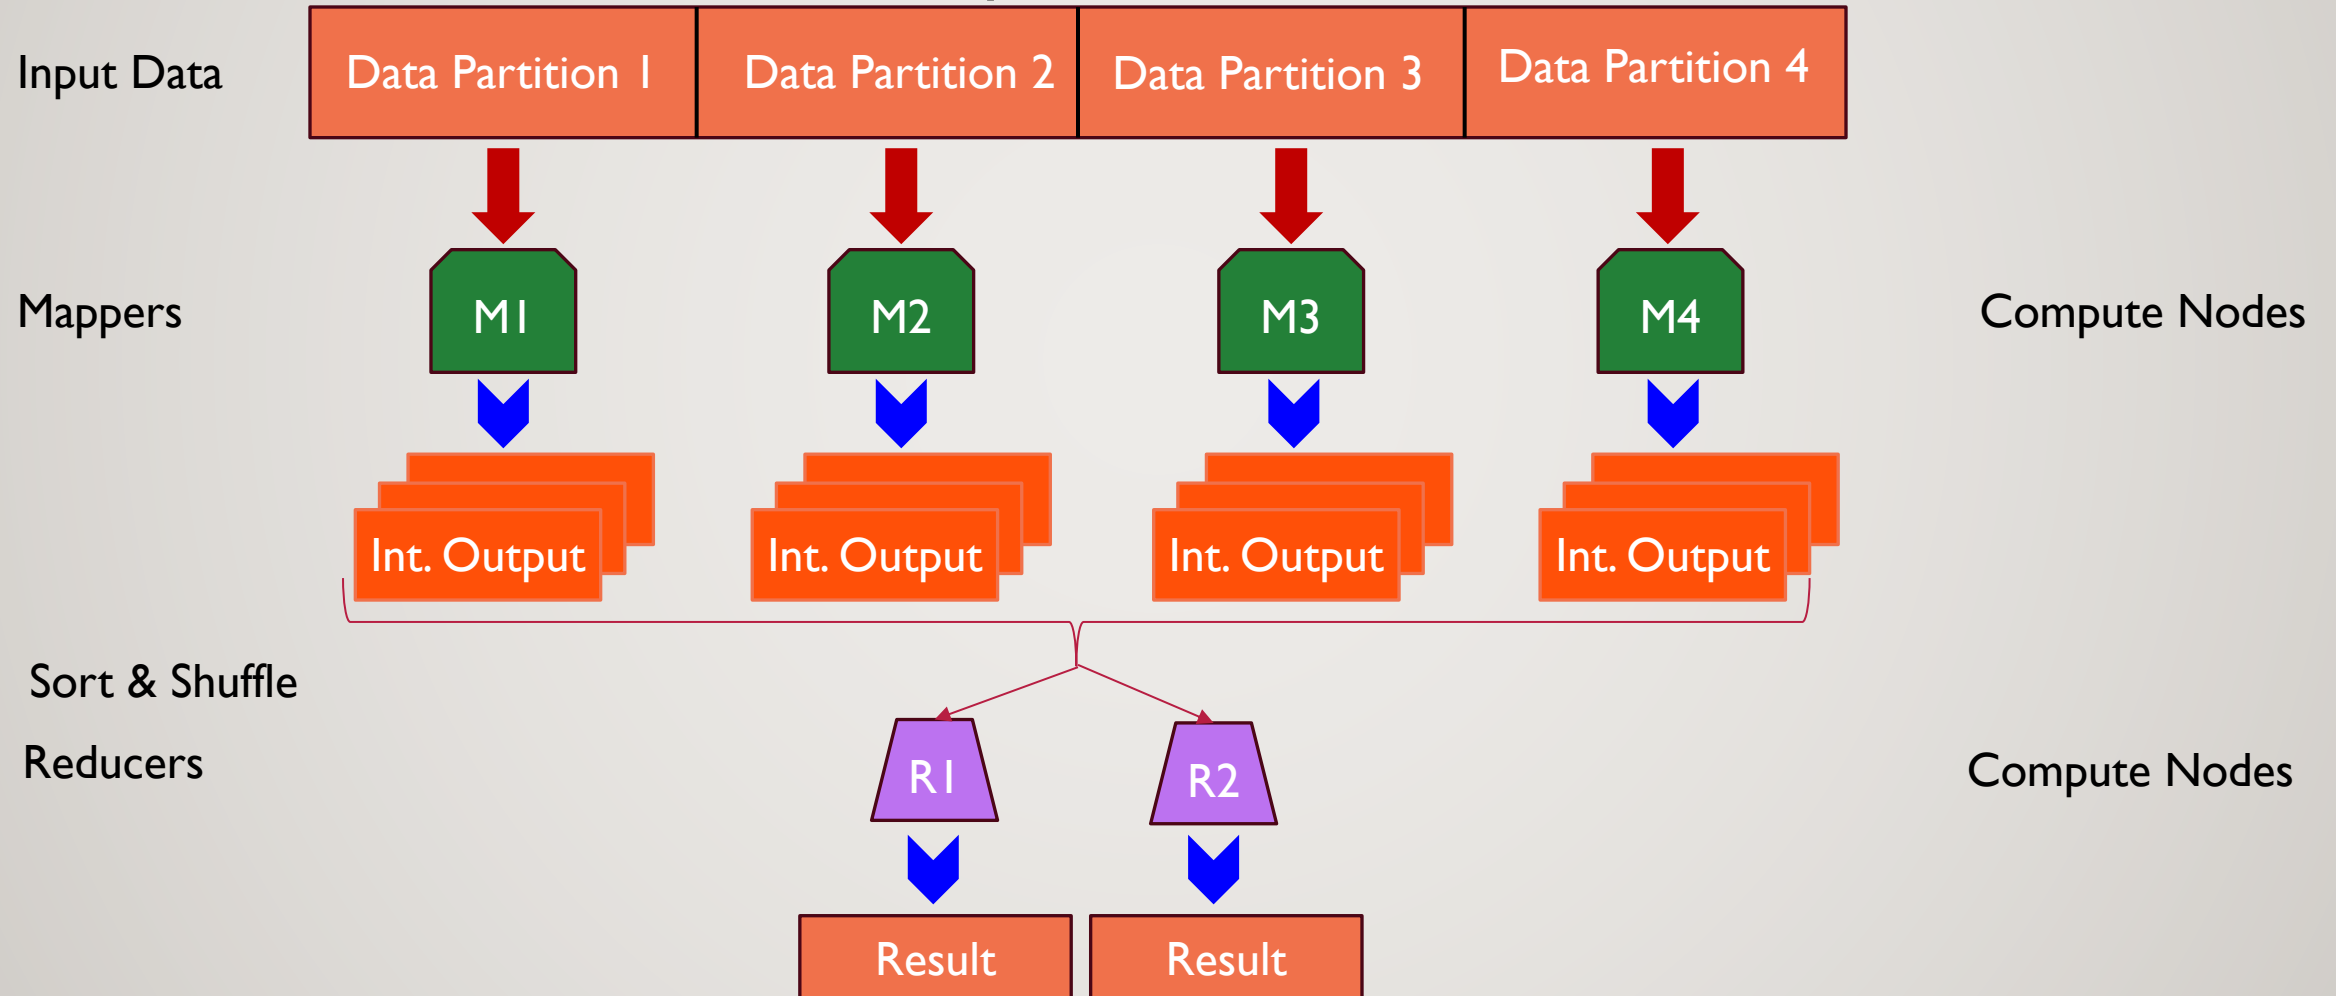 Input Data
Data Partition 1
Data Partition 2
Data Partition 3
Data Partition 4
Mappers
M1
M2
M3
M4
Compute Nodes
Int. Output
Int. Output
Int. Output
Int. Output
Sort & Shuffle
Reducers
R1
R2
Compute Nodes
Result
Result